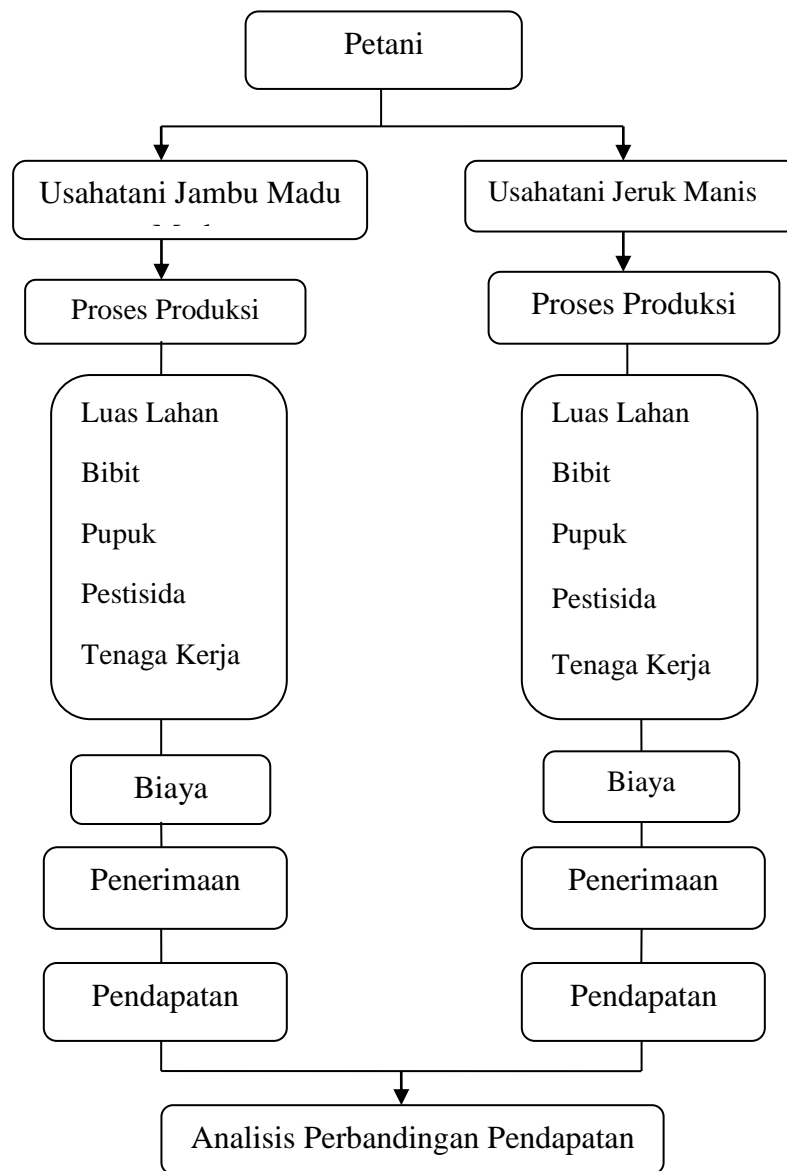 Petani
Usahatani Jambu Madu
Usahatani Jeruk Manis
Proses Produksi
Proses Produksi
Luas Lahan
Bibit
Pupuk
Pestisida
Tenaga Kerja
Luas Lahan
Bibit
Pupuk
Pestisida
Tenaga Kerja
Biaya
Biaya
Penerimaan
Penerimaan
Pendapatan
Pendapatan
Analisis Perbandingan Pendapatan